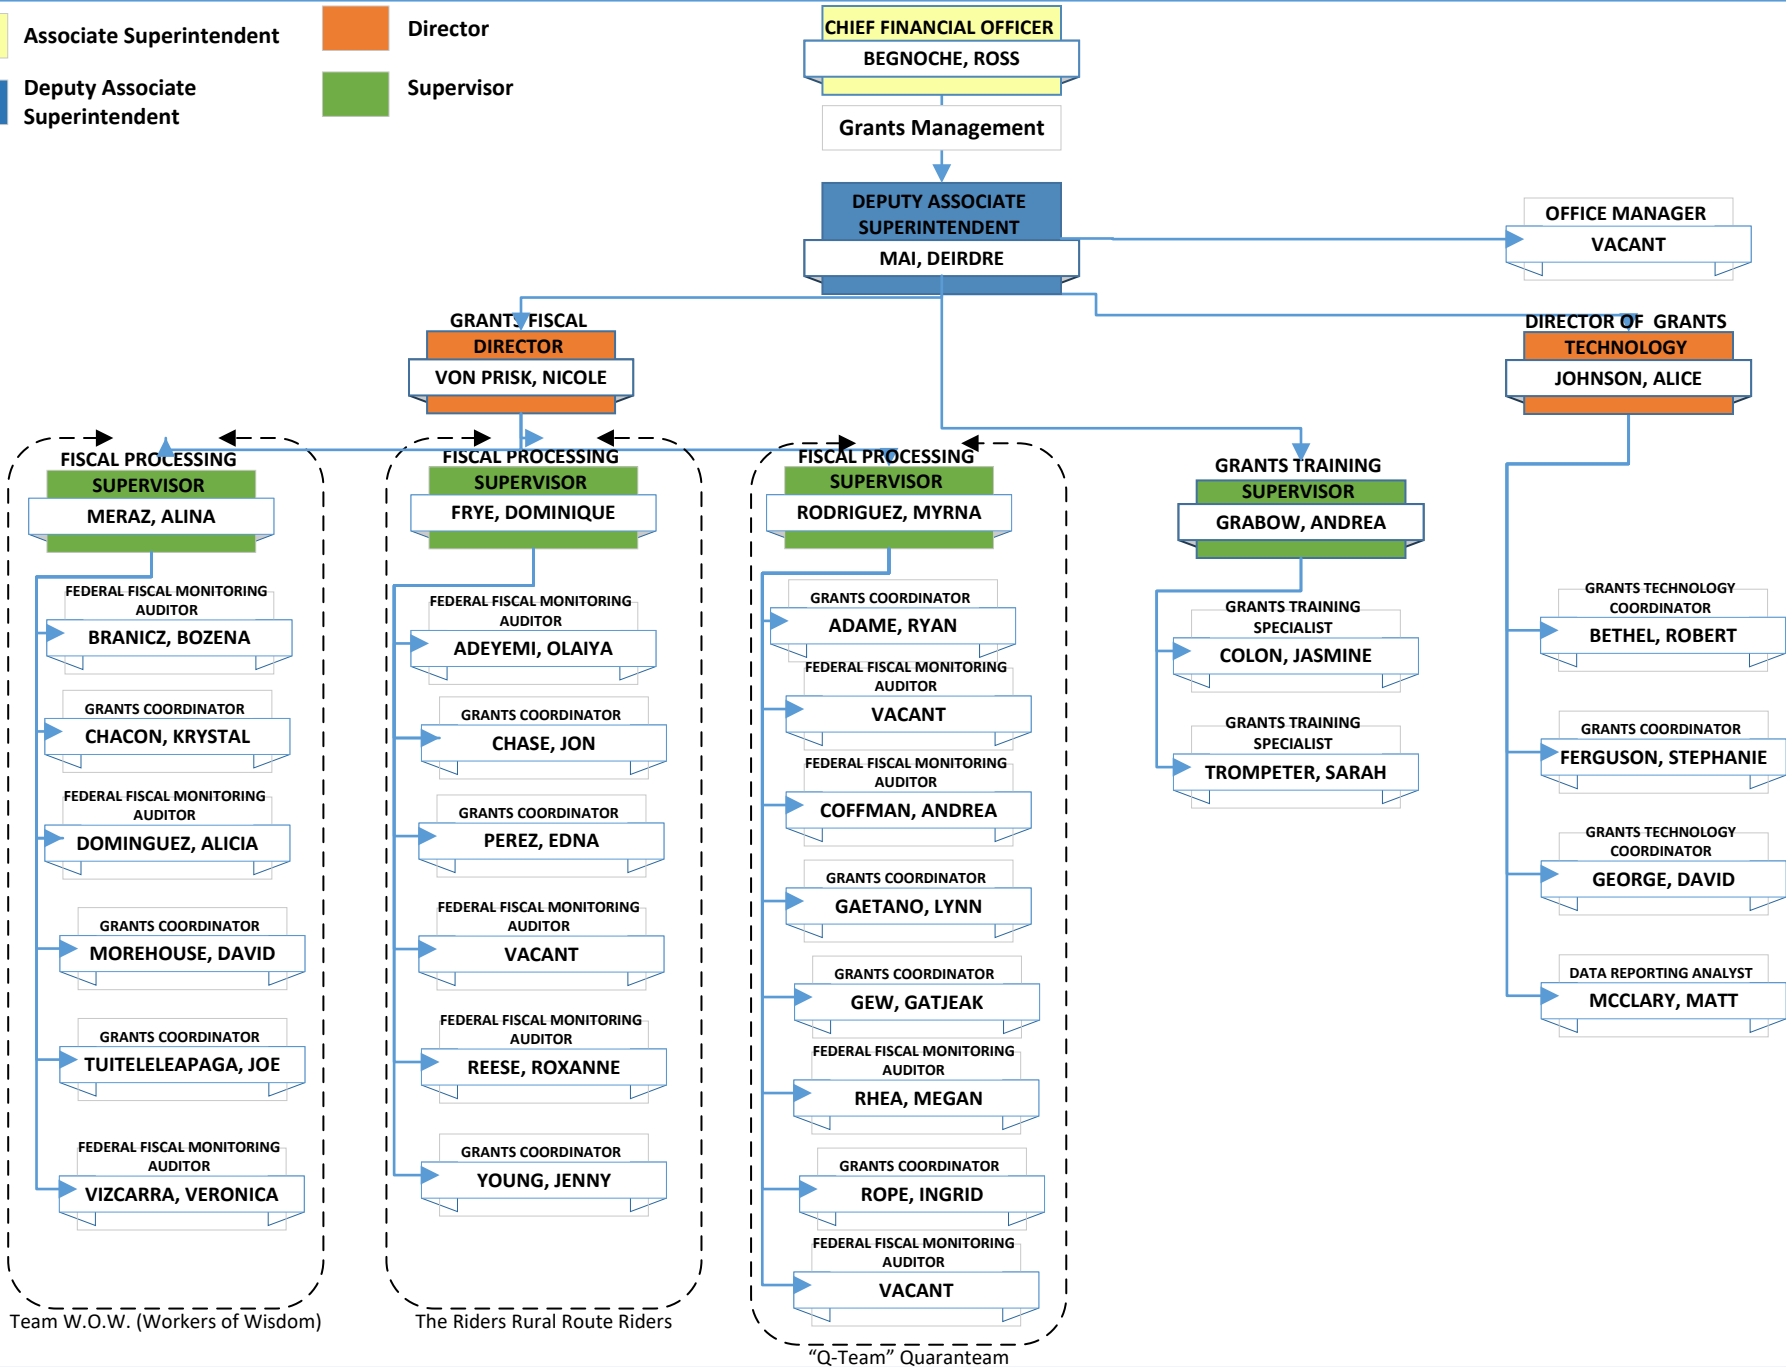 Associate Superintendent
Director
Deputy Associate
Superintendent
Supervisor
CHIEF FINANCIAL OFFICER
BEGNOCHE, ROSS
Grants Management
DEPUTY ASSOCIATE
SUPERINTENDENT
MAI, DEIRDRE
OFFICE MANAGER
VACANT
GRANTS FISCAL
DIRECTOR
VON PRISK, NICOLE
DIRECTOR OF GRANTS
TECHNOLOGY
JOHNSON, ALICE
FISCAL PROCESSING
SUPERVISOR
MERAZ, ALINA
FEDERAL FISCAL MONITORING
AUDITOR
BRANICZ, BOZENA
GRANTS COORDINATOR
CHACON, KRYSTAL
FEDERAL FISCAL MONITORING
AUDITOR
DOMINGUEZ, ALICIA
GRANTS COORDINATOR
MOREHOUSE, DAVID
GRANTS COORDINATOR
TUITELELEAPAGA, JOE
FEDERAL FISCAL MONITORING
AUDITOR
VIZCARRA, VERONICA
Team W.O.W. (Workers of Wisdom)
FISCAL PROCESSING
SUPERVISOR
FRYE, DOMINIQUE
FEDERAL FISCAL MONITORING
AUDITOR
ADEYEMI, OLAIYA
GRANTS COORDINATOR
CHASE, JON
GRANTS COORDINATOR
PEREZ, EDNA
FEDERAL FISCAL MONITORING
AUDITOR
VACANT
FEDERAL FISCAL MONITORING
AUDITOR
REESE, ROXANNE
GRANTS COORDINATOR
YOUNG, JENNY
The Riders Rural Route Riders
FISCAL PROCESSING
SUPERVISOR
RODRIGUEZ, MYRNA
GRANTS COORDINATOR
ADAME, RYAN
FEDERAL FISCAL MONITORING
AUDITOR
VACANT
FEDERAL FISCAL MONITORING
AUDITOR
COFFMAN, ANDREA
GRANTS COORDINATOR
GAETANO, LYNN
GRANTS COORDINATOR
GEW, GATJEAK
FEDERAL FISCAL MONITORING
AUDITOR
RHEA, MEGAN
GRANTS COORDINATOR
ROPE, INGRID
FEDERAL FISCAL MONITORING
AUDITOR
VACANT
“Q-Team” Quaranteam
GRANTS TRAINING
SUPERVISOR
GRABOW, ANDREA
GRANTS TRAINING
SPECIALIST
COLON, JASMINE
GRANTS TRAINING
SPECIALIST
TROMPETER, SARAH
GRANTS TECHNOLOGY
COORDINATOR
BETHEL, ROBERT
GRANTS COORDINATOR
FERGUSON, STEPHANIE
GRANTS TECHNOLOGY
COORDINATOR
GEORGE, DAVID
DATA REPORTING ANALYST
MCCLARY, MATT